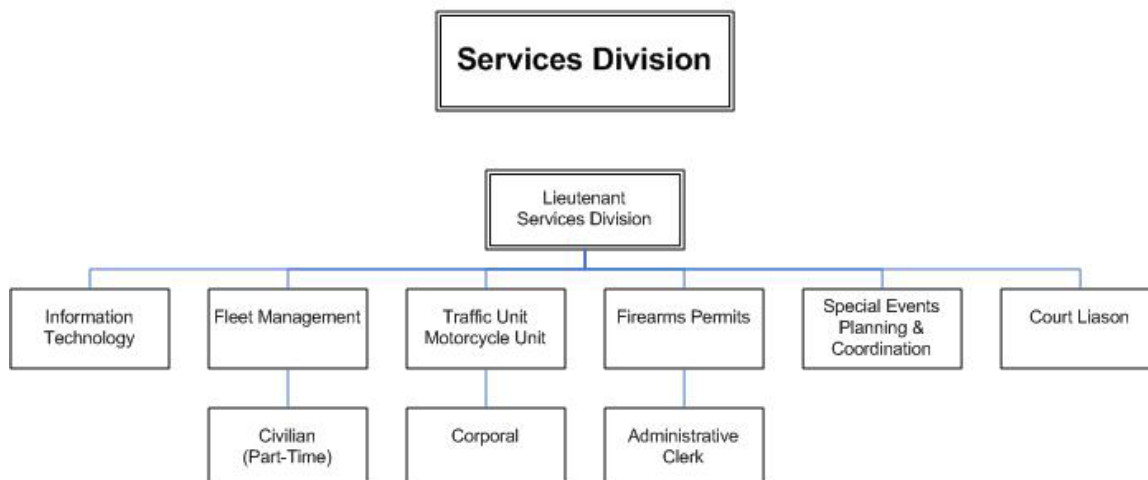 Services Division
Lieutenant
Services Division
Information
Technology
Fleet Management
Traffic Unit
Motorcycle Unit
Firearms Permits
Special Events
Planning &
Coordination
Court Liason
Civilian
(Part-Time)
Corporal
Administrative
Clerk